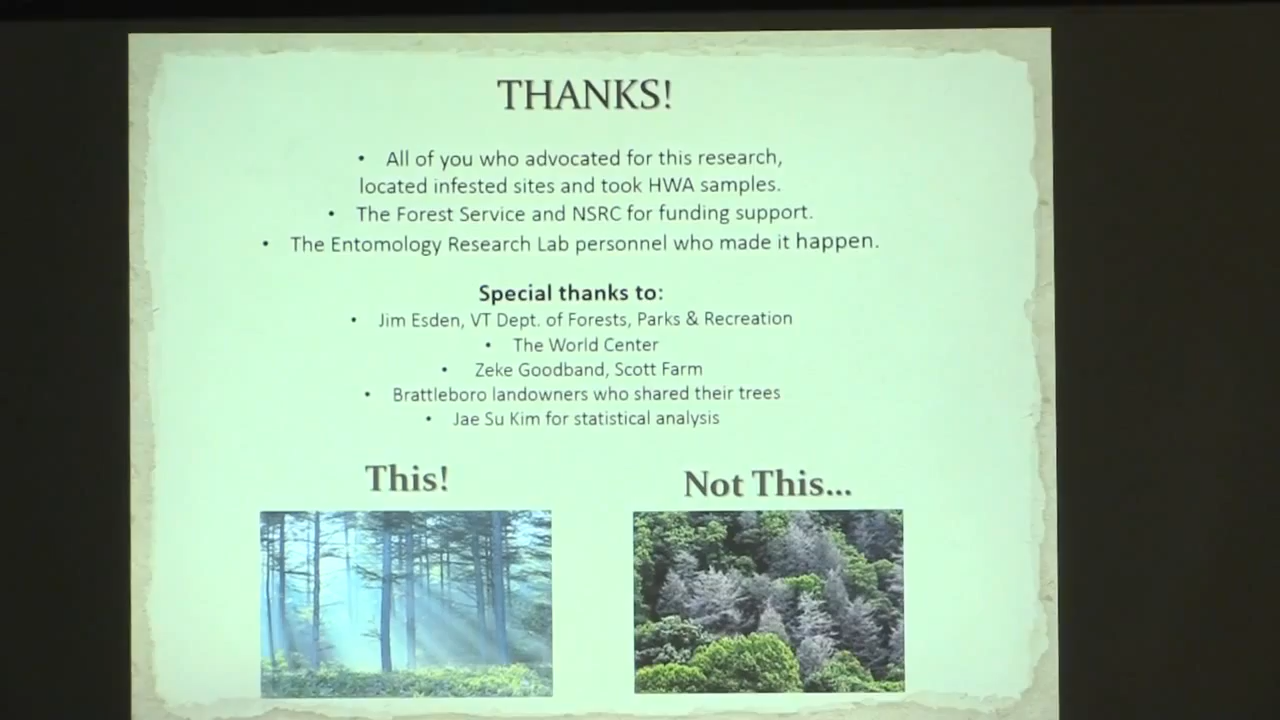 THANKS!
• All of you who advocated for this research,
located infested sites and took HWA samples.
• The Forest Service and NSRC for funding support.
• The Entomology Research Lab personnel who made it happen.
Special thanks to:
• Jim Esden, VT Dept. of Forests, Parks & Recreation
• The World Center
• Zeke Goodband, Scott Farm
• Brattleboro landowners who shared their trees
• Jae Su Kim for statistical analysis
This!
Not This...